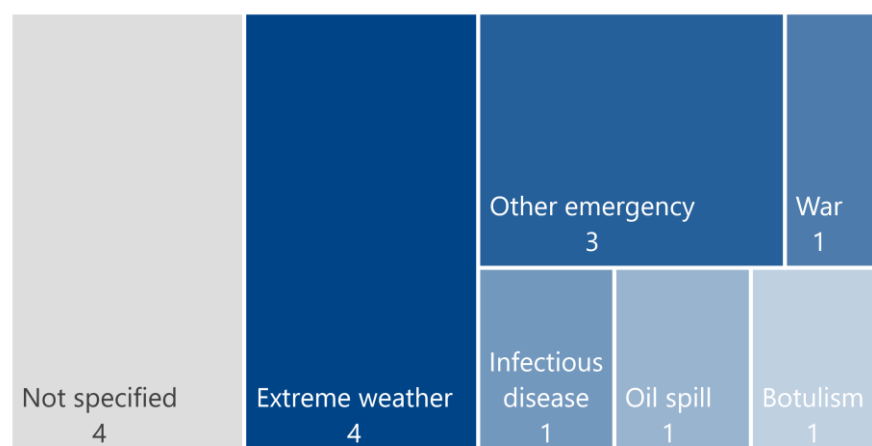 Not specified
4
Extreme weather
4
Other emergency
3
War
1
Infectious
disease
1
Oil spill
1
Botulism
1